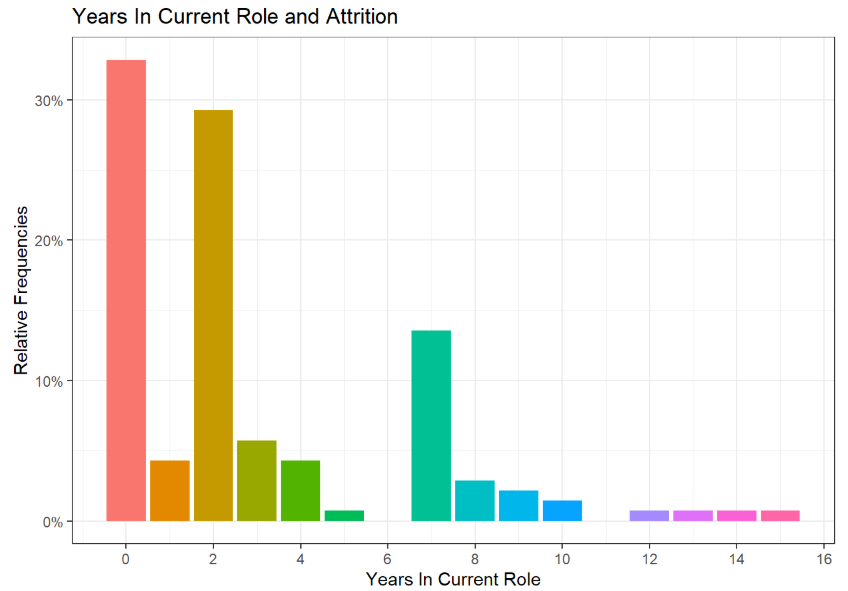 Years In Current Role and Attrition
Relative Frequencies
30%
20%
10%
0%
0 2 4 6 8 10 12 14 16
Years In Current Role